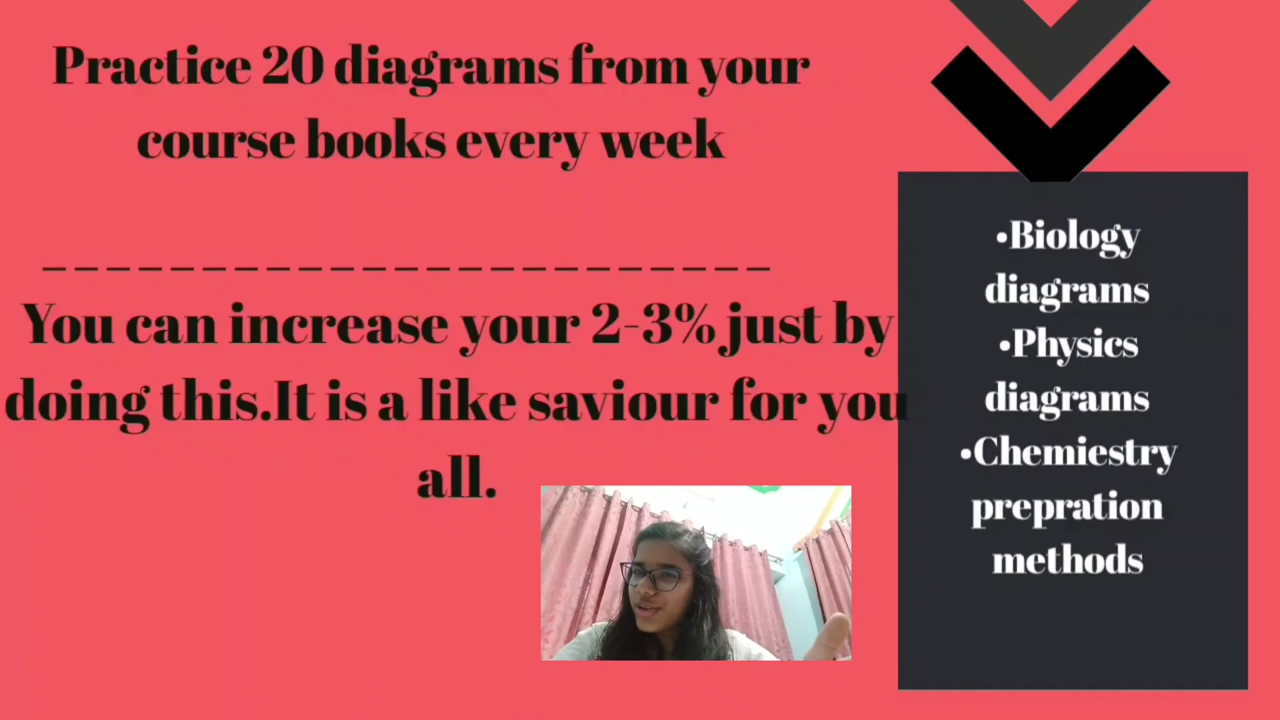 Practice 20 diagrams from your
course books every week
_ _ _ _ _ _ _ _ _ _ _ _ _ _ _ _ _ _ _ _ _ _ _
You can increase your 2-3% just by
doing this.It is a like saviour for you
all.
•Biology
diagrams
•Physics
diagrams
•Chemiestry
prepration
methods